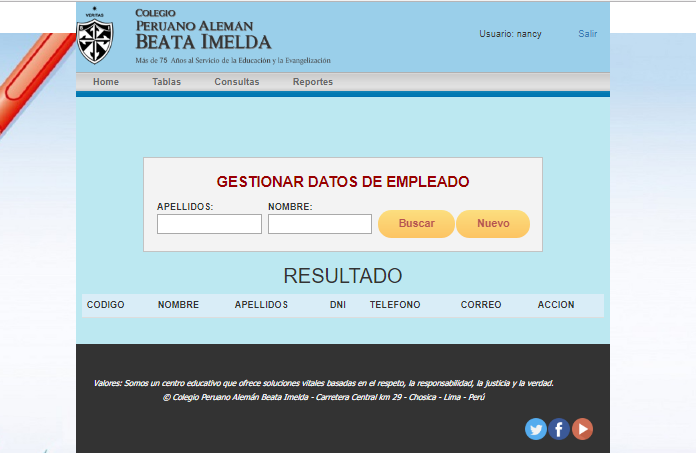 VERITAS
COLEGIO
PERUANO ALEMÁN
BEATA IMELDA
Más de 75 Años al Servicio de la Educación y la Evangelización
Usuario: nancy
Salir
Home Tablas Consultas Reportes
GESTIONAR DATOS DE EMPLEADO
APELLIDOS: NOMBRE:
Buscar Nuevo
RESULTADO
CODIGO NOMBRE APELLIDOS DNI TELEFONO CORREO ACCION
Valores: Somos un centro educativo que ofrece soluciones vitales basadas en el respeto, la responsabilidad, la justicia y la verdad.
© Colegio Peruano Alemán Beata Imelda - Carretera Central km 29 - Chosica - Lima - Perú